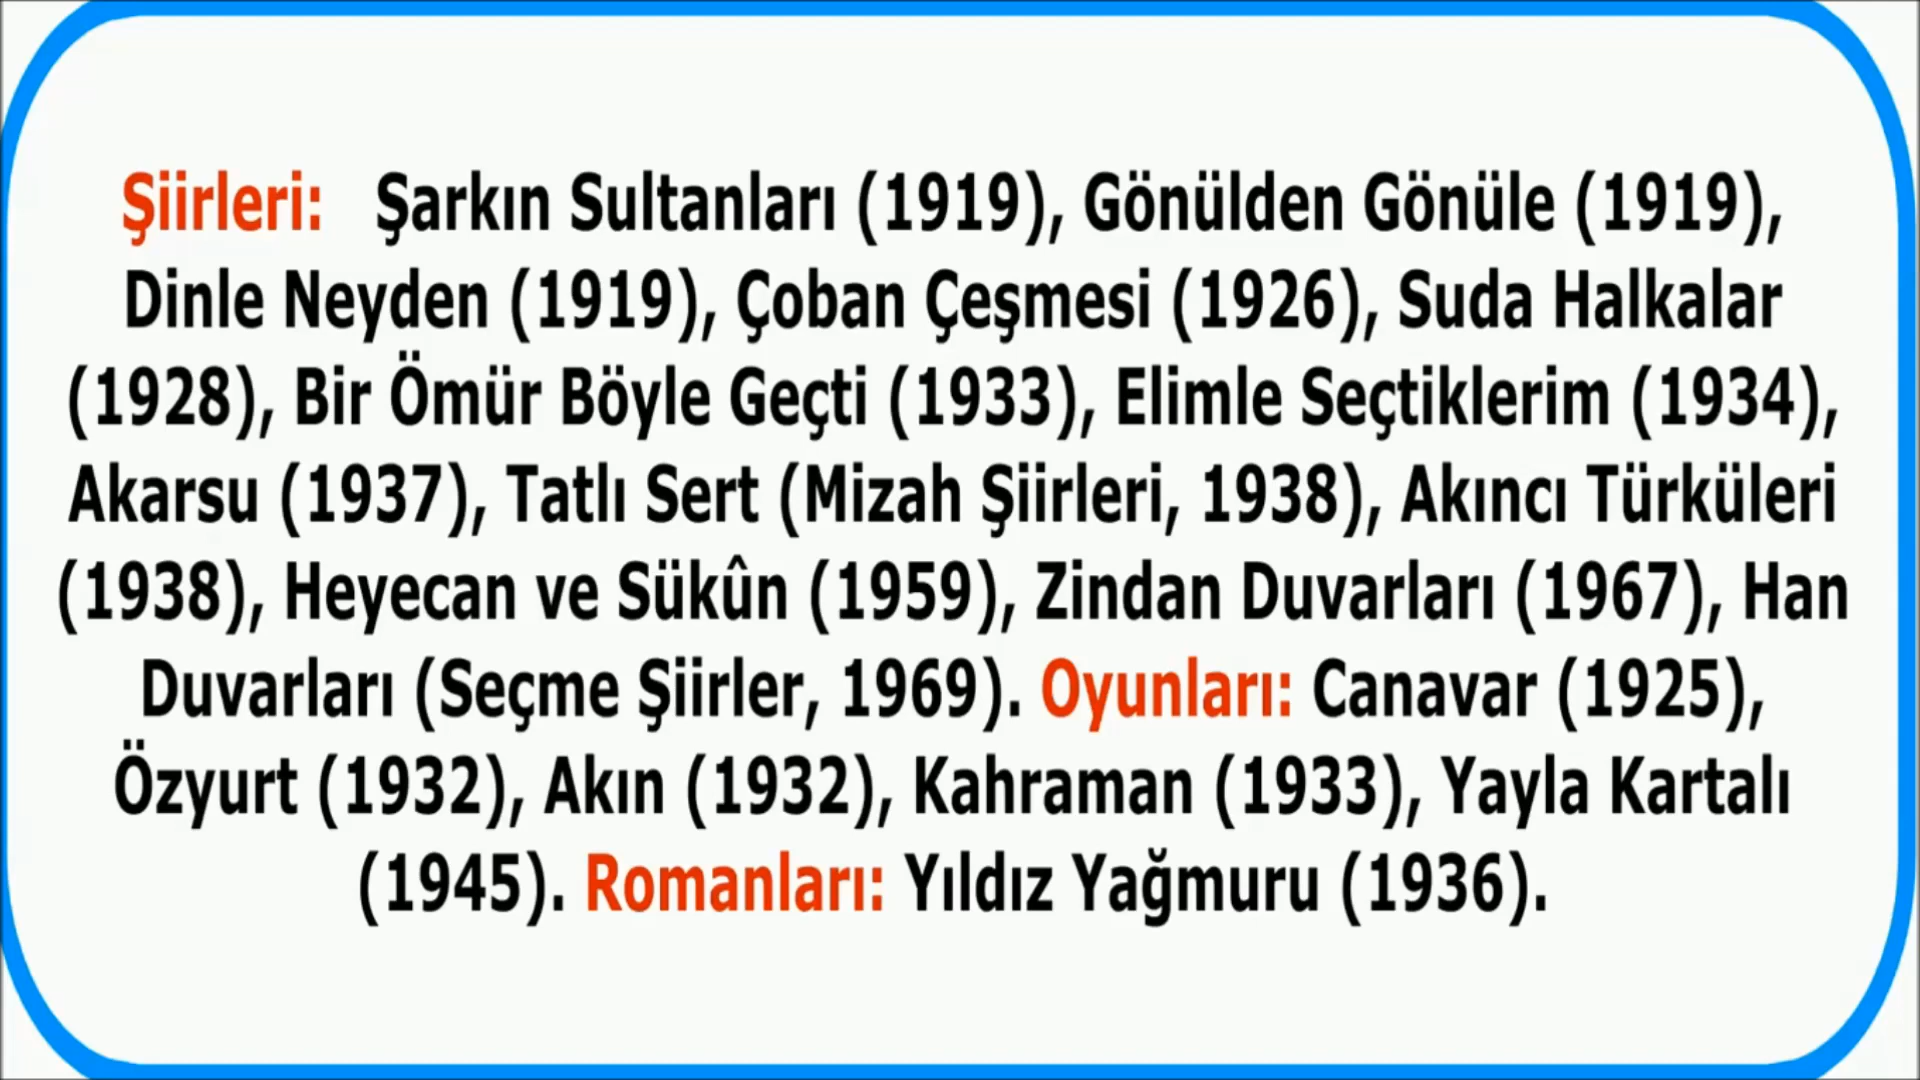 Şiirleri: Şarkın Sultanları (1919), Gönülden Gönüle (1919),
Dinle Neyden (1919), Çoban Çeşmesi (1926), Suda Halkalar
(1928), Bir Ömür Böyle Geçti (1933), Elimle Seçtiklerim (1934),
Akarsu (1937), Tatlı Sert (Mizah Şiirleri, 1938), Akıncı Türküleri
(1938), Heyecan ve Sükûn (1959), Zindan Duvarları (1967), Han
Duvarları (Seçme Şiirler, 1969). Oyunları: Canavar (1925),
Özyurt (1932), Akın (1932), Kahraman (1933), Yayla Kartalı
(1945). Romanları: Yıldız Yağmuru (1936).